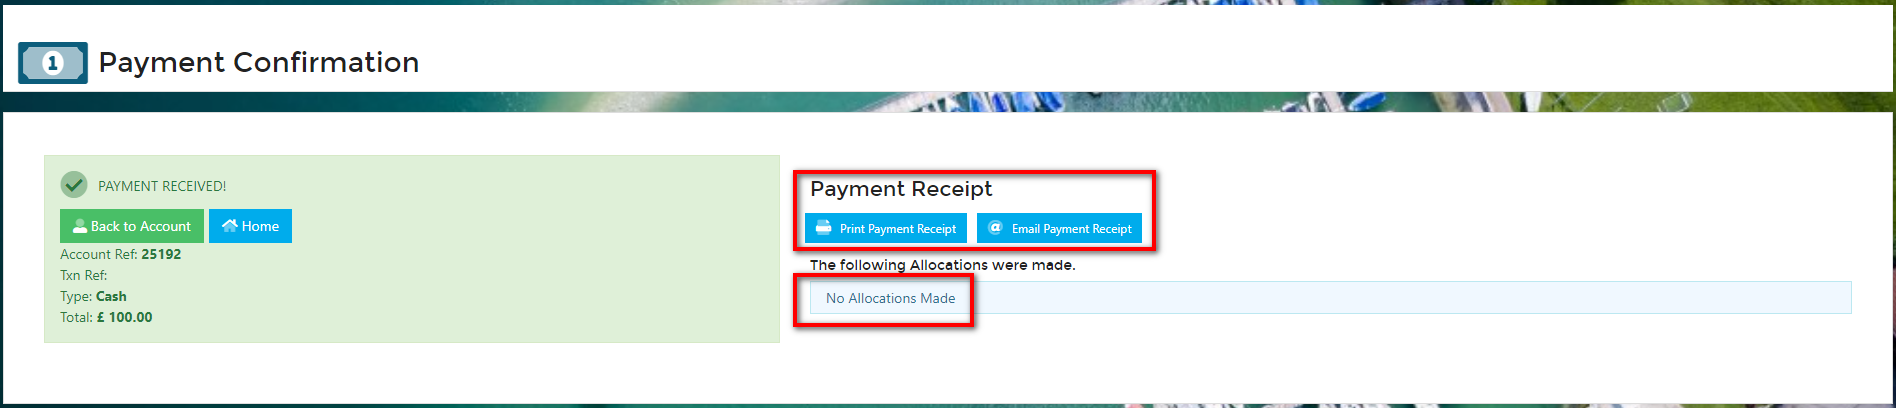 1
Payment Confirmation
PAYMENT RECEIVED!
Back to Account
Home
Account Ref: 25192
Txn Ref:
Type: Cash
Total: £ 100.00
Payment Receipt
Print Payment Receipt
@ Email Payment Receipt
The following Allocations were made.
No Allocations Made